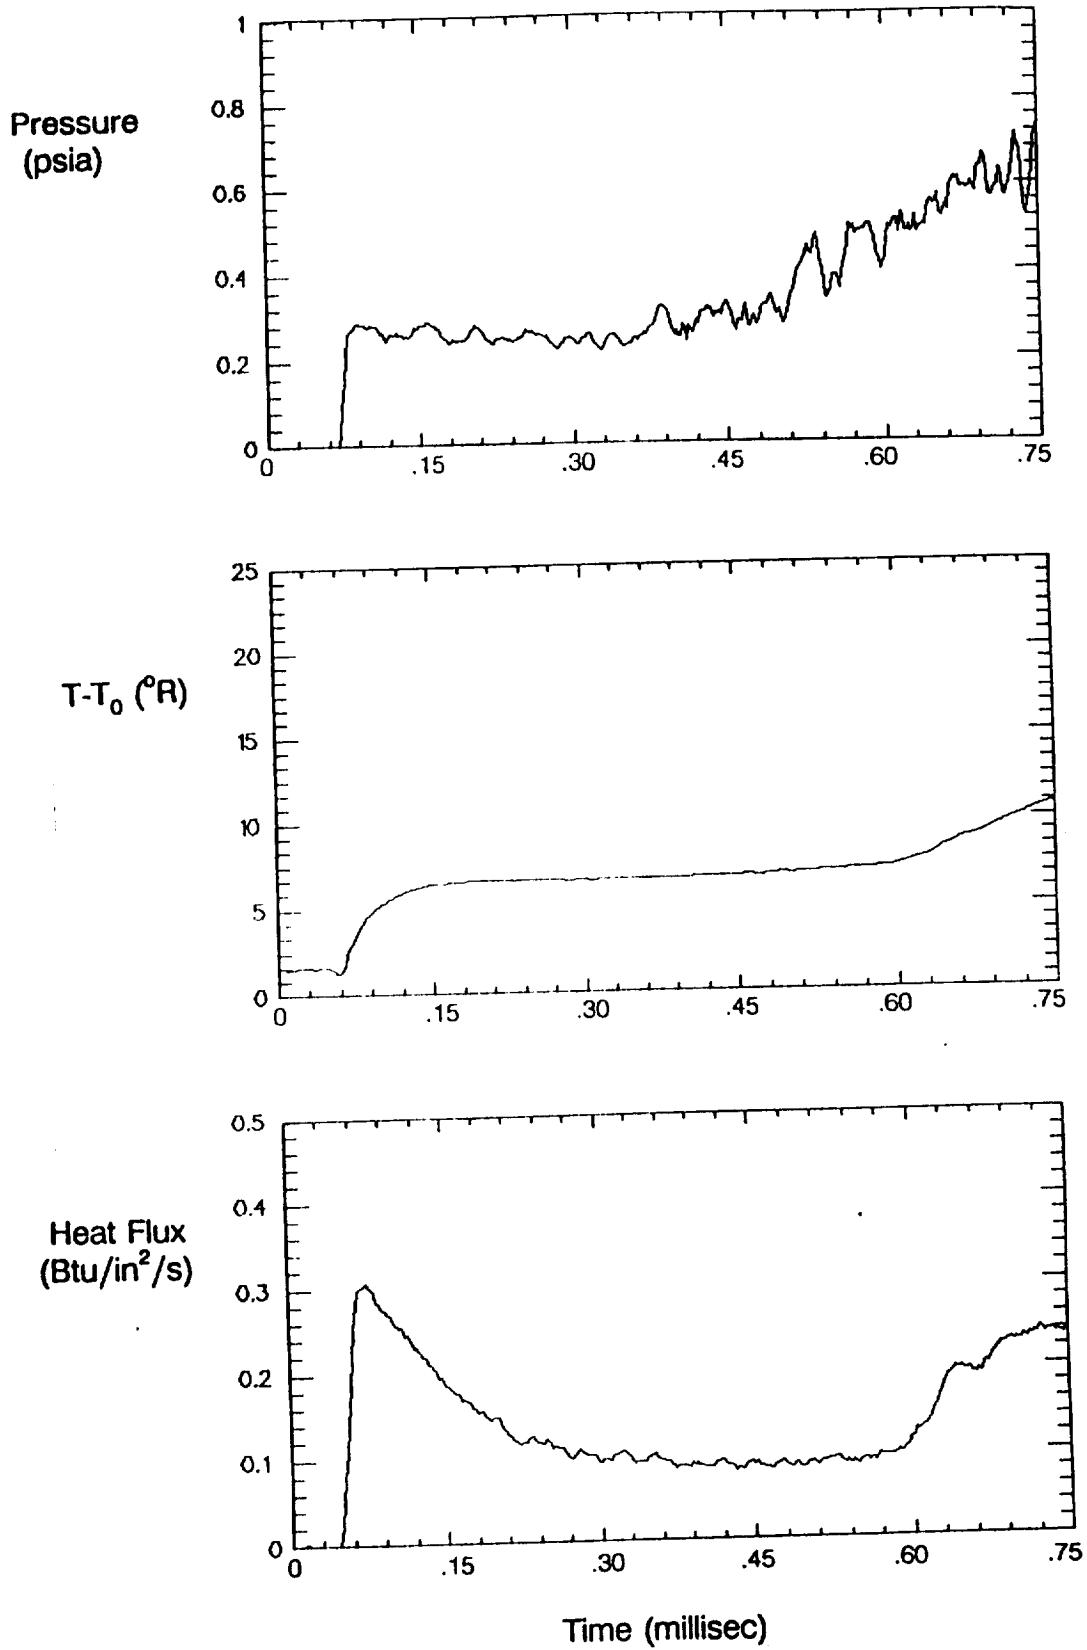 Pressure
(psia)
1
0.8
0.6
0.4
0.2
0
0 .15 .30 .45 .60 .75
T-T₀ (°R)
25
20
15
10
5
0
0 .15 .30 .45 .60 .75
Heat Flux
(Btu/in²/s)
0.5
0.4
0.3
0.2
0.1
0
0 .15 .30 .45 .60 .75
Time (millisec)